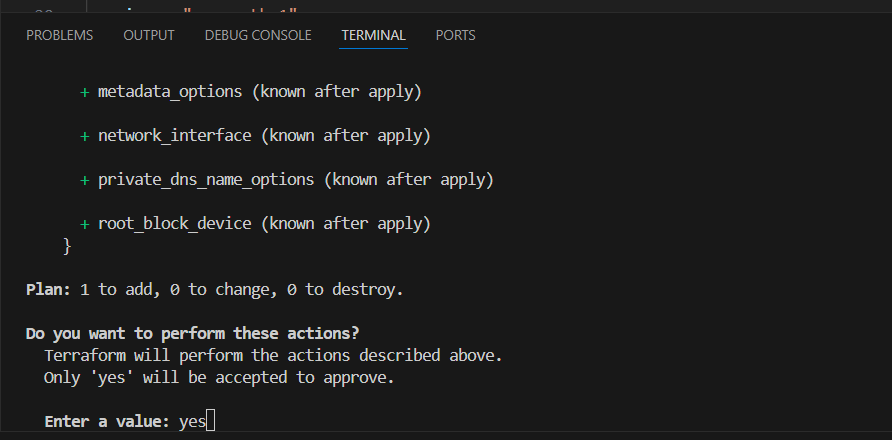 PROBLEMS OUTPUT DEBUG CONSOLE TERMINAL PORTS
+ metadata_options (known after apply)
+ network_interface (known after apply)
+ private_dns_name_options (known after apply)
+ root_block_device (known after apply)
}
Plan: 1 to add, 0 to change, 0 to destroy.
Do you want to perform these actions?
Terraform will perform the actions described above.
Only 'yes' will be accepted to approve.
Enter a value: yes